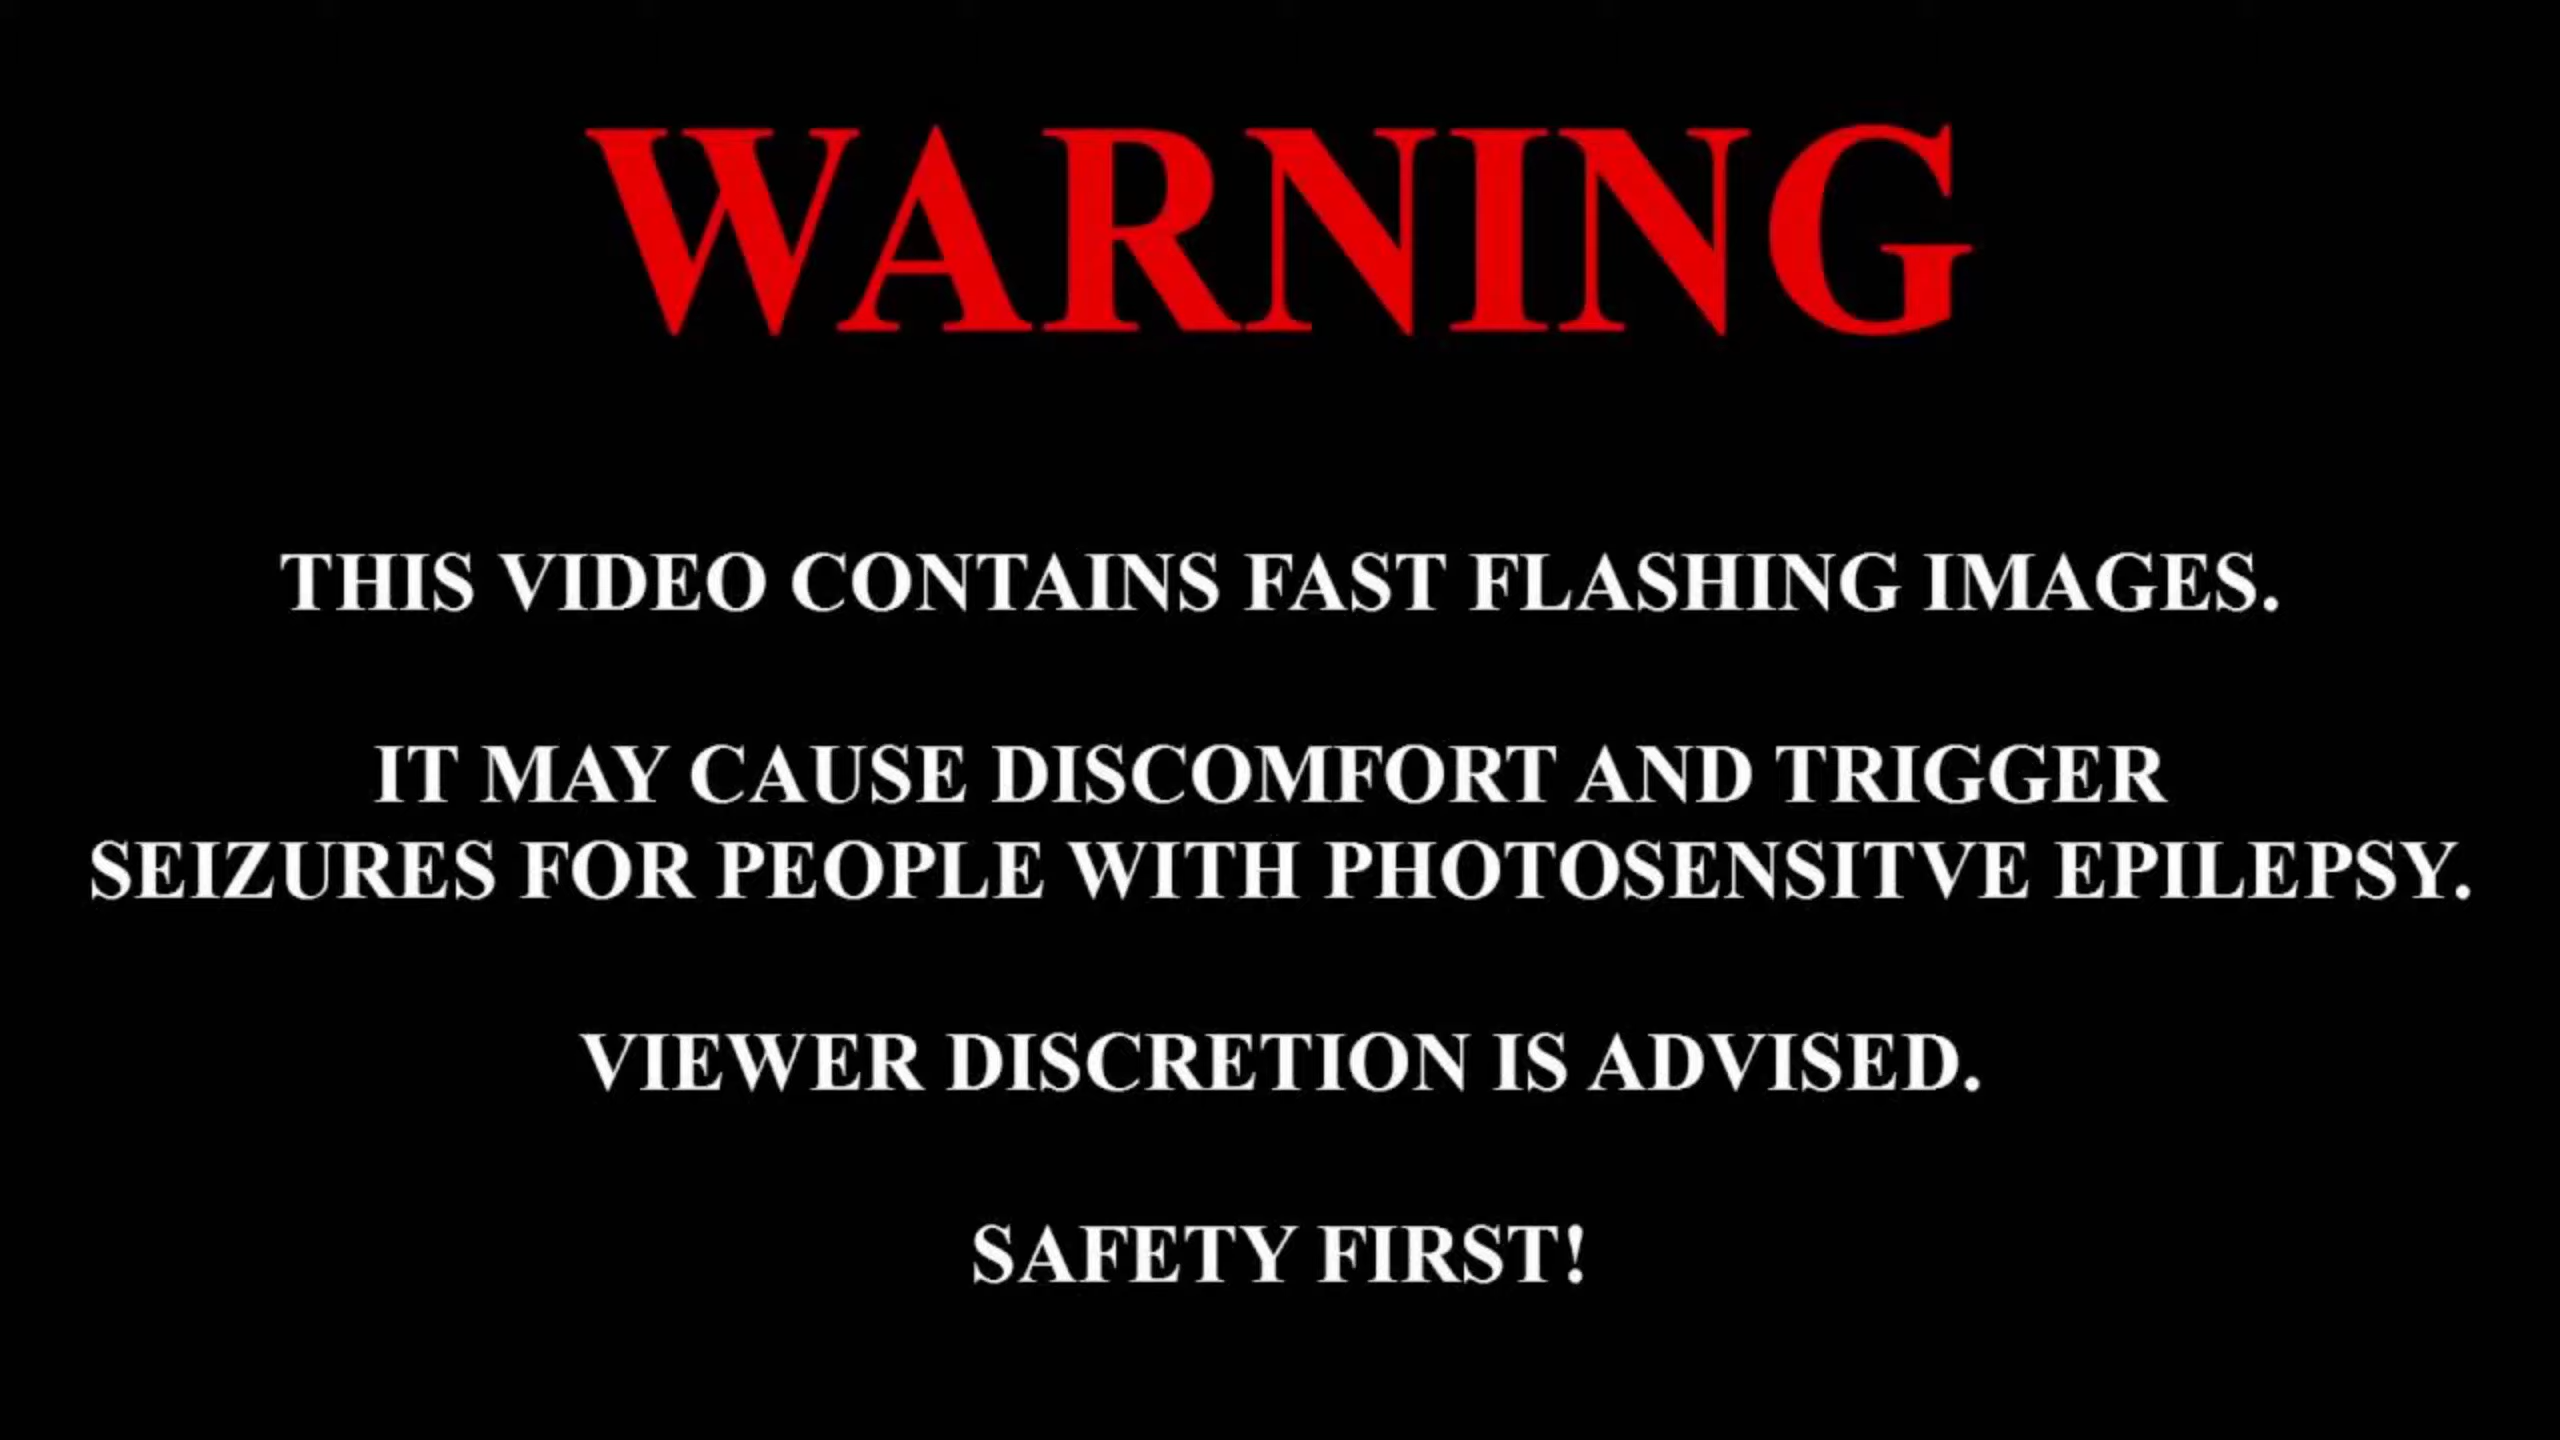 WARNING
THIS VIDEO CONTAINS FAST FLASHING IMAGES.
IT MAY CAUSE DISCOMFORT AND TRIGGER
SEIZURES FOR PEOPLE WITH PHOTOSENSITVE EPILEPSY.
VIEWER DISCRETION IS ADVISED.
SAFETY FIRST!